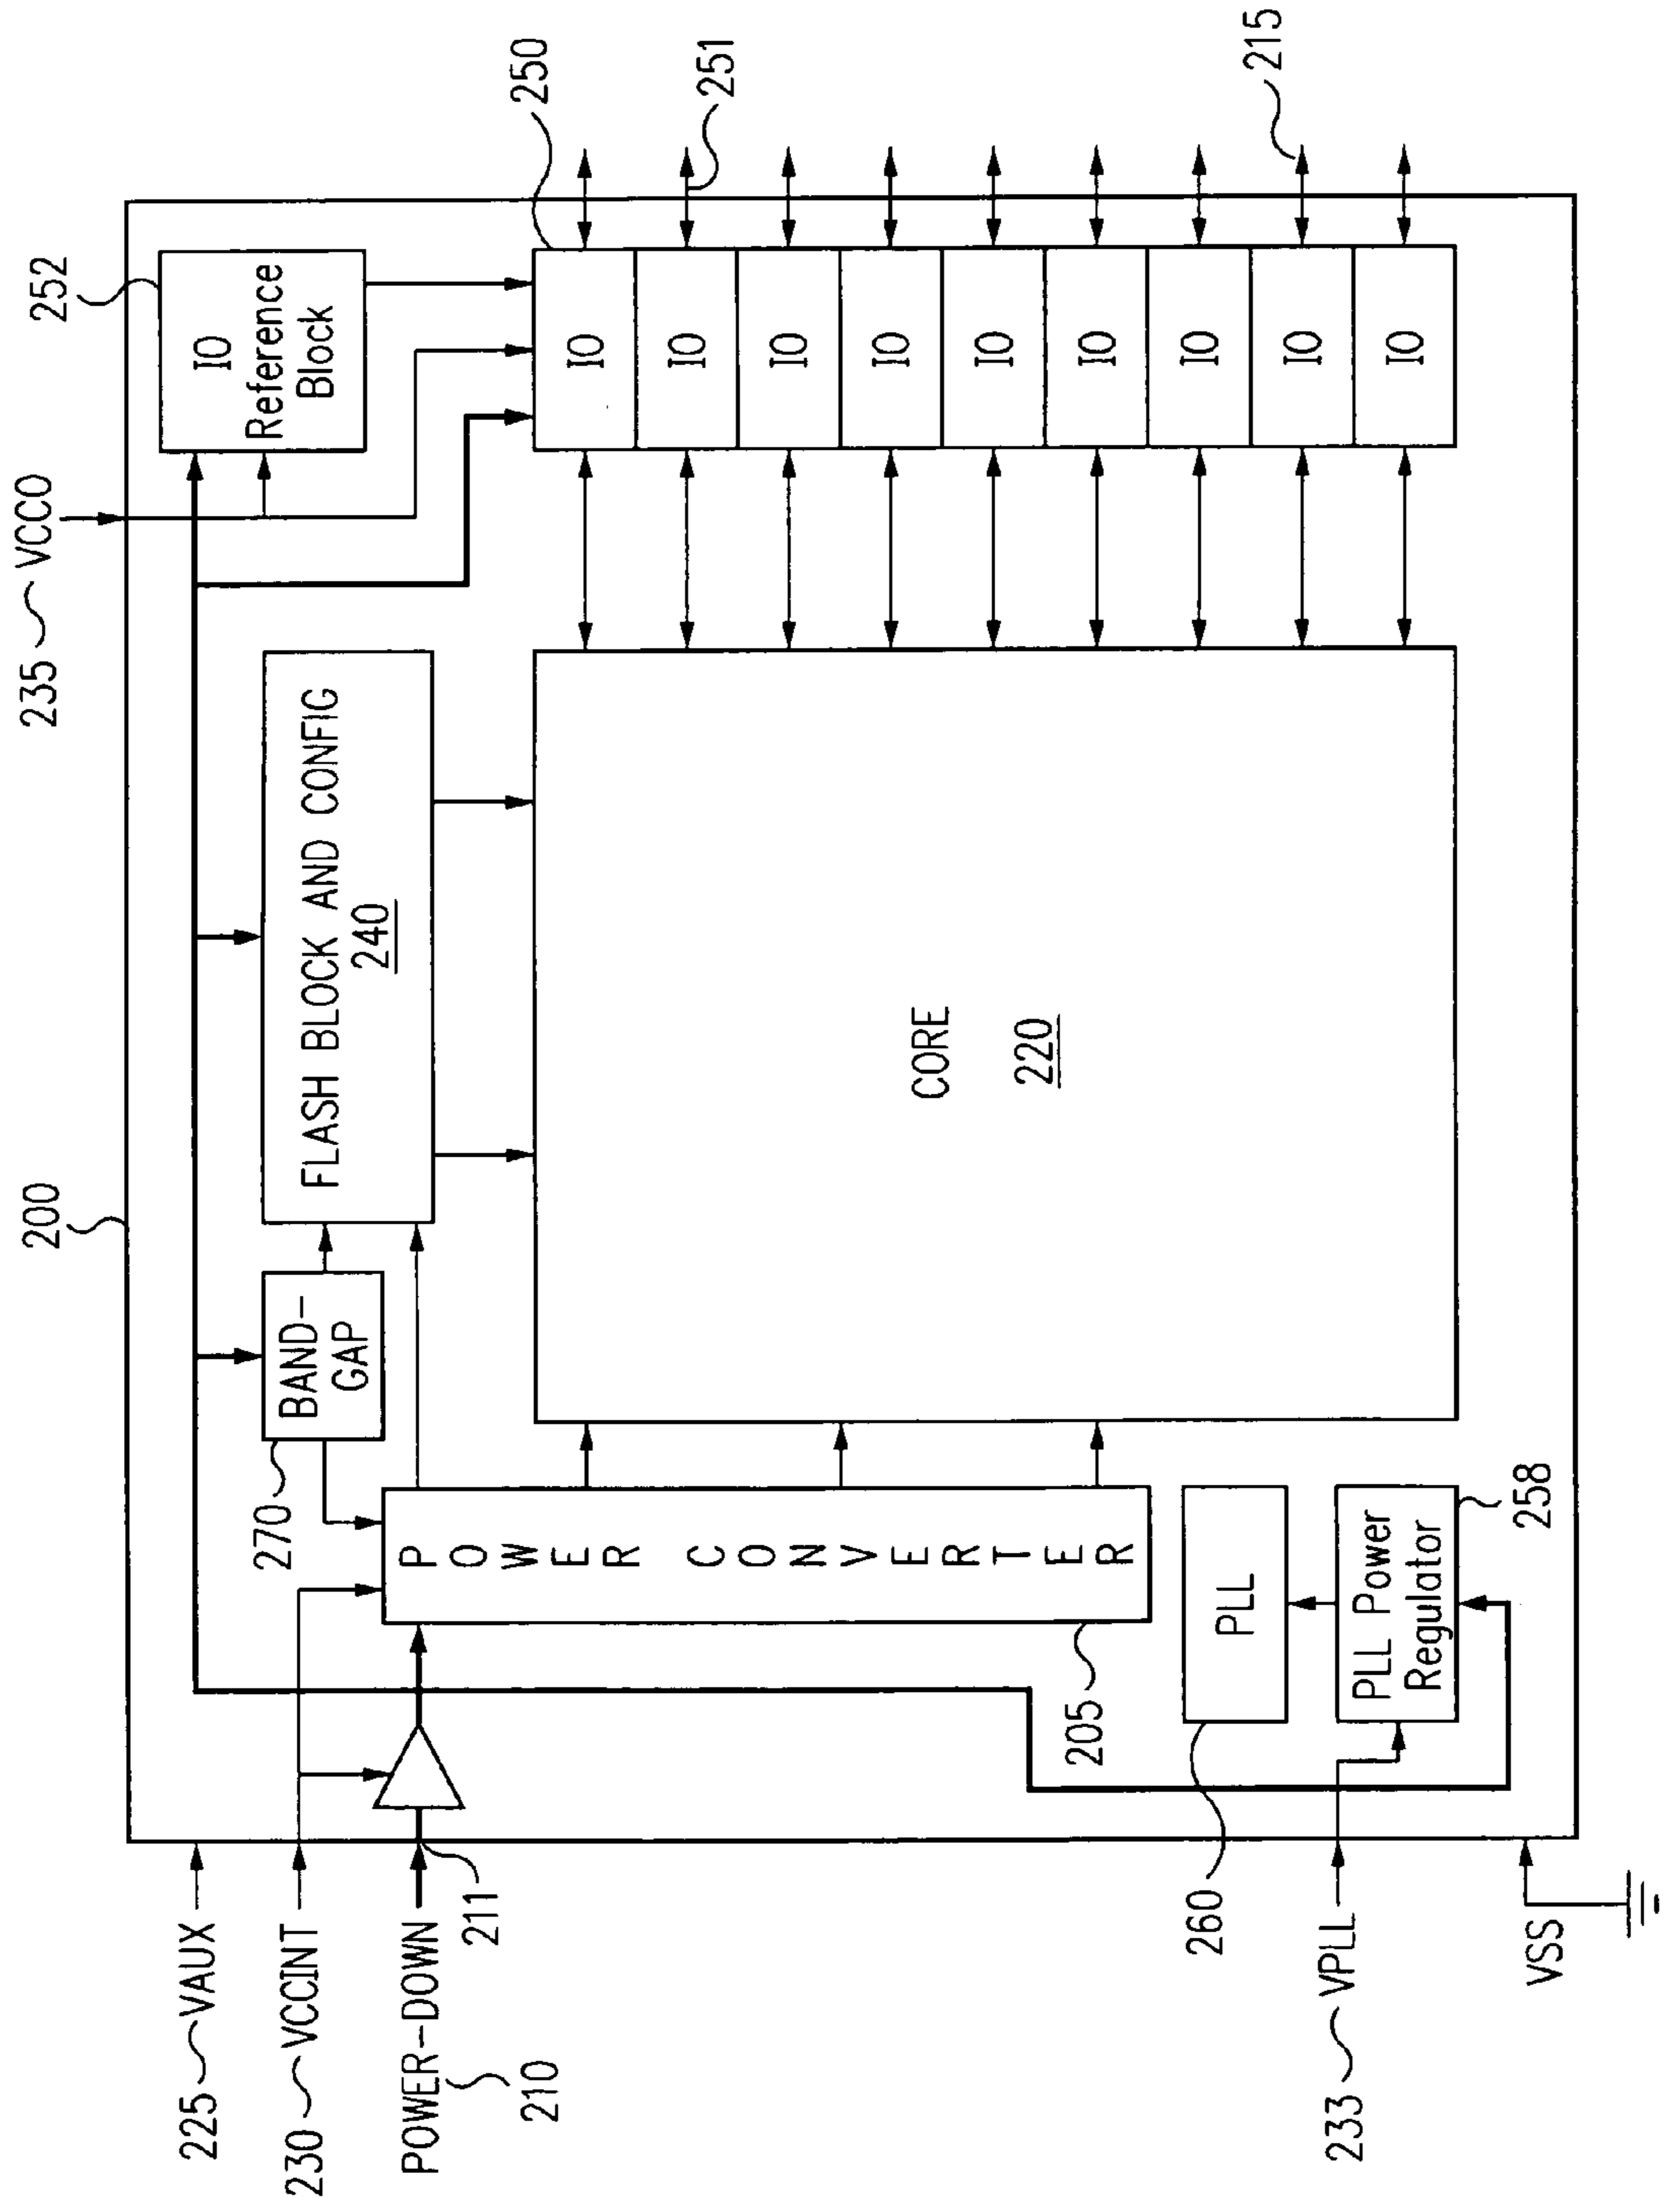 200
235 VCCO
252
IO
Reference
Block
250
251
215
IO
IO
IO
IO
IO
IO
IO
IO
IO
FLASH BLOCK AND CONFIG
240
BAND-
GAP
270
CORE
220
POWER CONVERTER
205
PLL
260
PLL Power
Regulator
258
225 VAUX
230 VCCINT
POWER-DOWN
210
211
233 VPLL
VSS